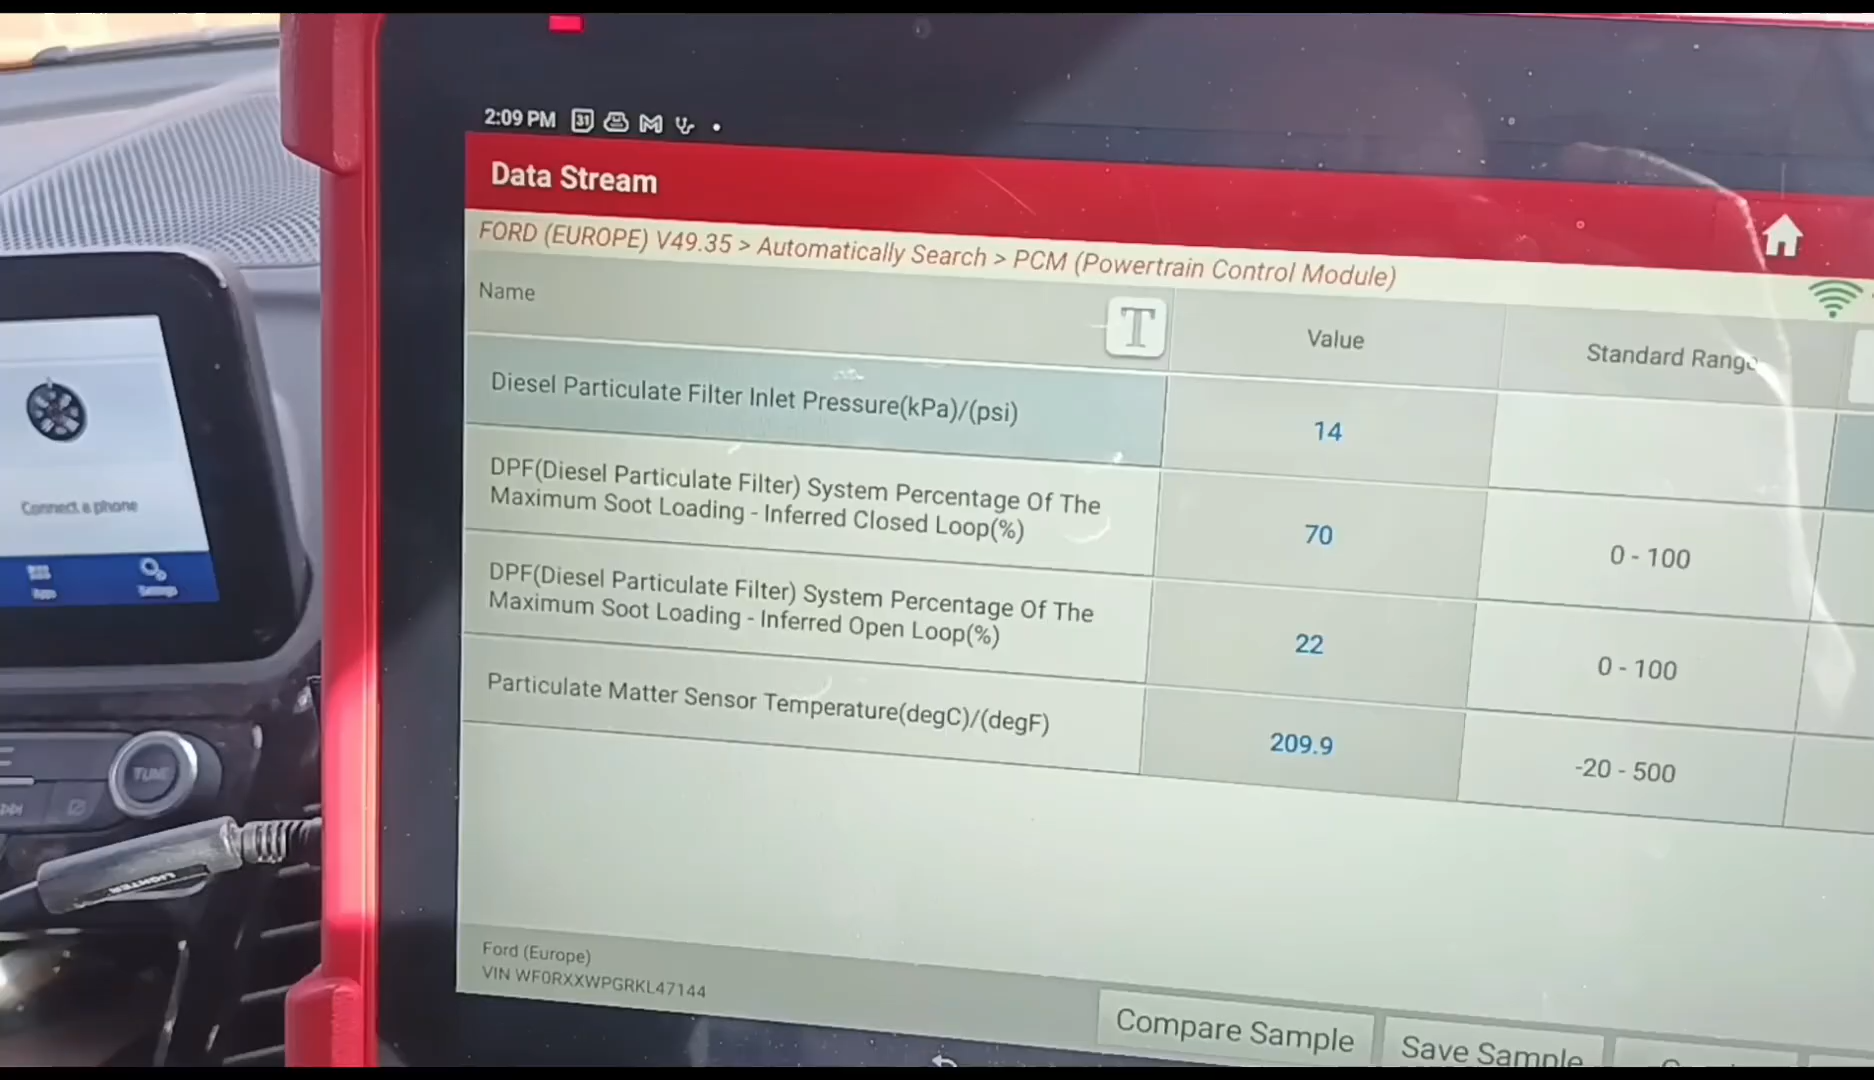 2:09 PM 31
Data Stream
FORD (EUROPE) V49.35 > Automatically Search > PCM (Powertrain Control Module)
Name
T
Value
Standard Range
Diesel Particulate Filter Inlet Pressure(kPa)/(psi)
14
DPF(Diesel Particulate Filter) System Percentage Of The
Maximum Soot Loading - Inferred Closed Loop(%)
70
0 - 100
DPF(Diesel Particulate Filter) System Percentage Of The
Maximum Soot Loading - Inferred Open Loop(%)
22
0 - 100
Particulate Matter Sensor Temperature(degC)/(degF)
209.9
-20 - 500
Ford (Europe)
VIN WF0RXXWPGRKL47144
Compare Sample
Save Sample
Connect a phone
Apps
Settings
TUNE
LIGHTER